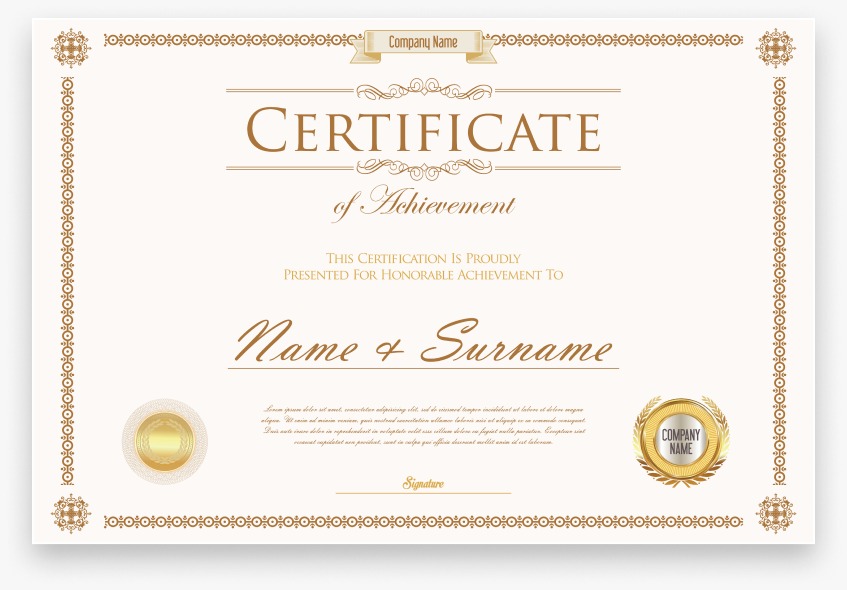 Company Name
CERTIFICATE
of Achievement
THIS CERTIFICATION IS PROUDLY
PRESENTED FOR HONORABLE ACHIEVEMENT TO
Name & Surname
Lorem ipsum dolor sit amet, consectetur adipisicing elit, sed do eiusmod tempor incididunt ut labore et dolore magna
aliqua. Ut enim ad minim veniam, quis nostrud exercitation ullamco laboris nisi ut aliquip ex ea commodo consequat.
Duis aute irure dolor in reprehenderit in voluptate velit esse cillum dolore eu fugiat nulla pariatur. Excepteur sint
occaecat cupidatat non proident, sunt in culpa qui officia deserunt mollit anim id est laborum.
COMPANY
NAME
Signature